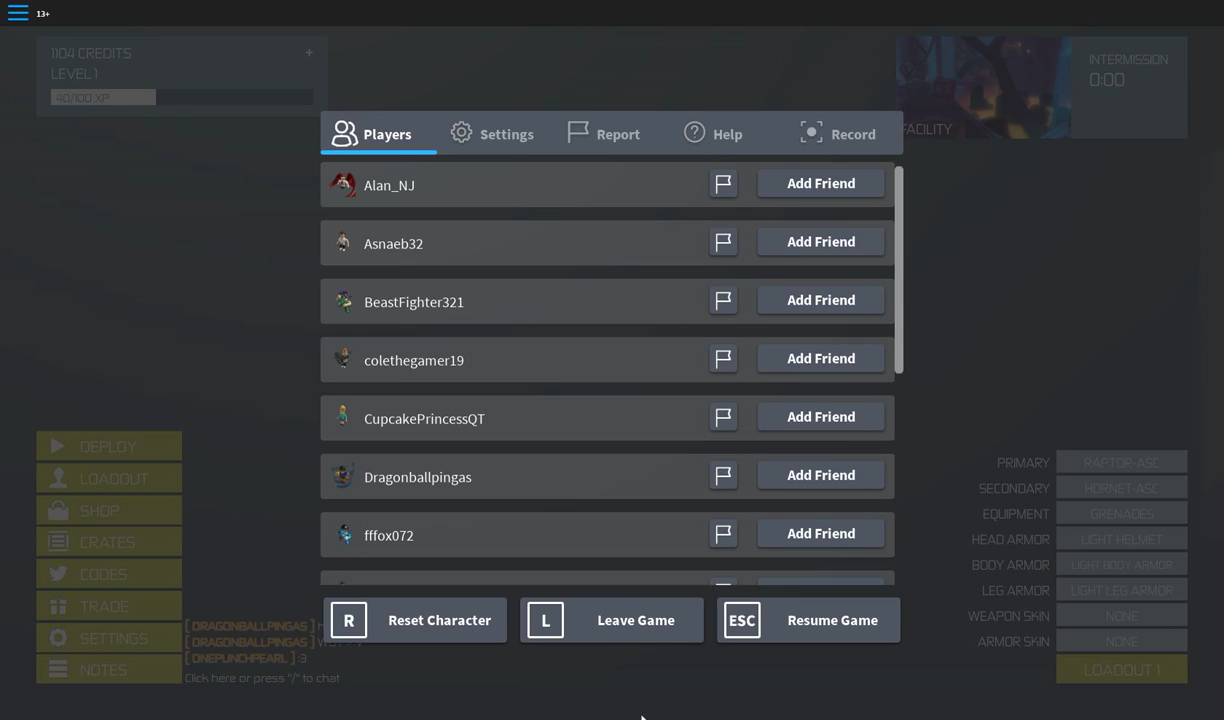 13+
1104 CREDITS +
LEVEL 1
40/100 XP
INTERMISSION
0:00
FACILITY
Players
Settings
Report
Help
Record
Alan_NJ
Add Friend
Asnaeb32
Add Friend
BeastFighter321
Add Friend
colethegamer19
Add Friend
CupcakePrincessQT
Add Friend
Dragonballpingas
Add Friend
fffox072
Add Friend
R Reset Character
L Leave Game
ESC Resume Game
DEPLOY
LOADOUT
SHOP
CRATES
CODES
TRADE
SETTINGS
NOTES
[ DRAGONBALLPINGAS ]
[ DRAGONBALLPINGAS ]
[ ONEPUNCHPEARL ] :3
Click here or press "/" to chat
PRIMARY RAPTOR-ASC
SECONDARY HORNET-ASC
EQUIPMENT GRENADES
HEAD ARMOR LIGHT HELMET
BODY ARMOR LIGHT BODY ARMOR
LEG ARMOR LIGHT LEG ARMOR
WEAPON SKIN NONE
ARMOR SKIN NONE
LOADOUT 1